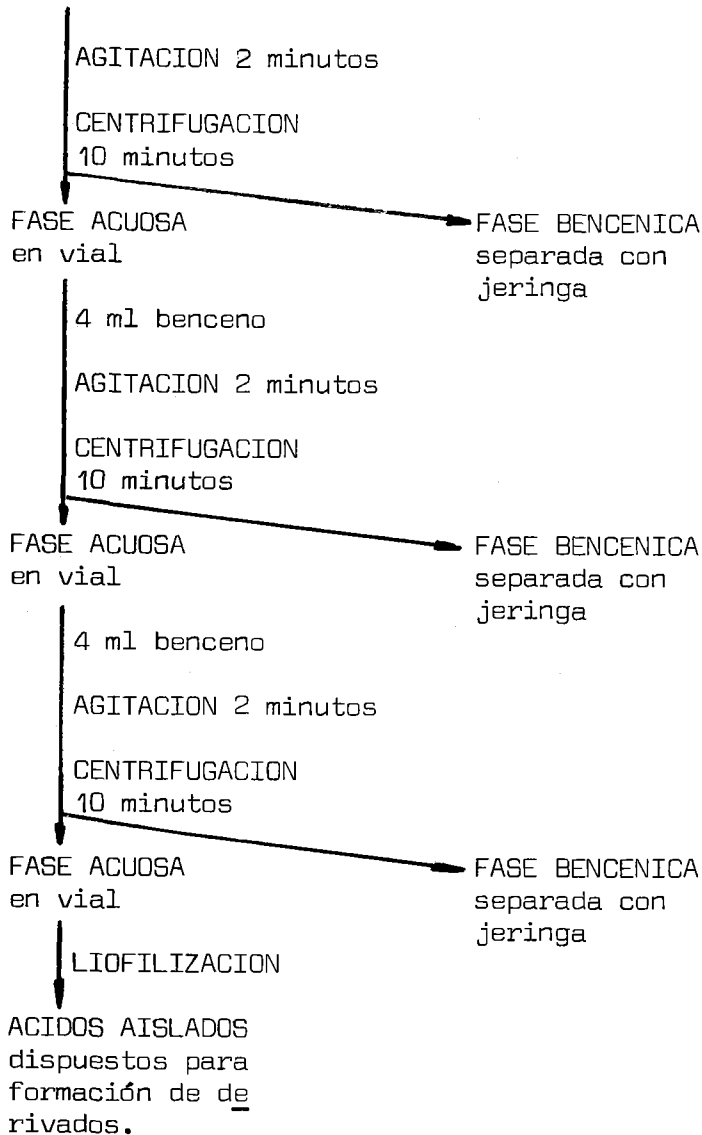 AGITACION 2 minutos
CENTRIFUGACION
10 minutos
FASE ACUOSA
en vial
FASE BENCENICA
separada con
jeringa
4 ml benceno
AGITACION 2 minutos
CENTRIFUGACION
10 minutos
FASE ACUOSA
en vial
FASE BENCENICA
separada con
jeringa
4 ml benceno
AGITACION 2 minutos
CENTRIFUGACION
10 minutos
FASE ACUOSA
en vial
FASE BENCENICA
separada con
jeringa
LIOFILIZACION
ACIDOS AISLADOS
dispuestos para
formación de de
rivados.